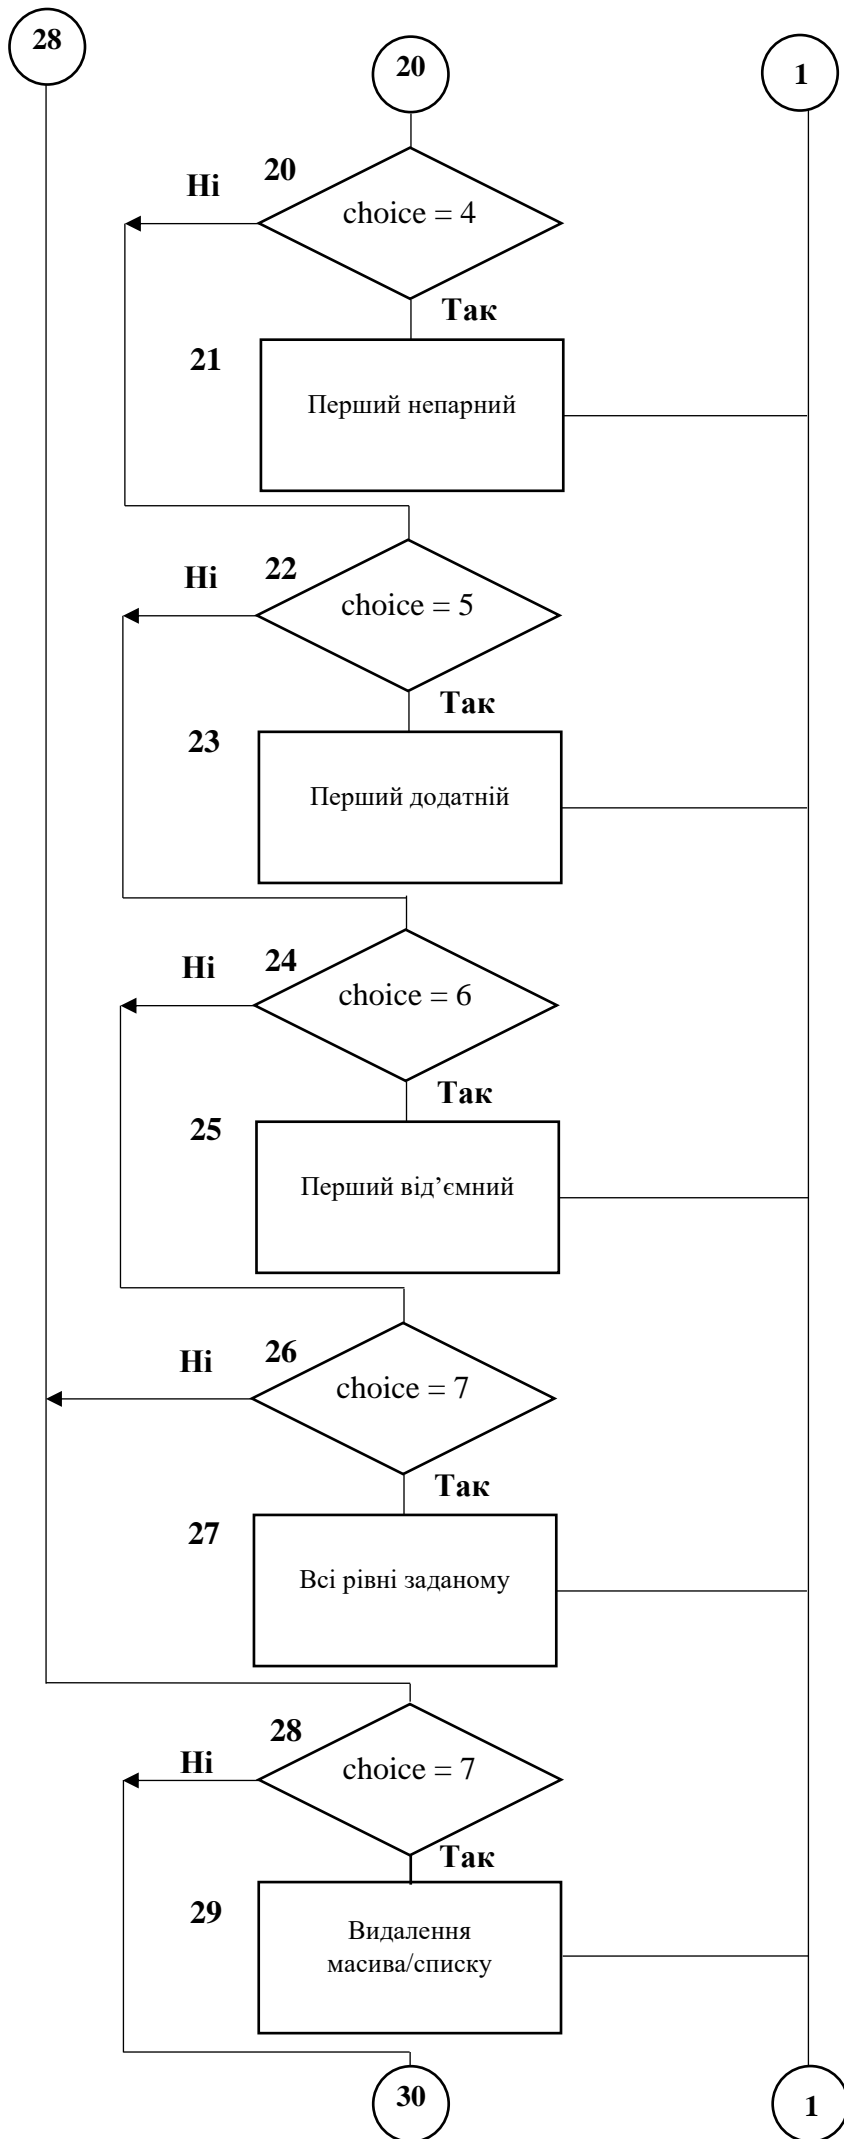 28
20
1
20
Ні
choice = 4
Так
21
Перший непарний
22
Ні
choice = 5
Так
23
Перший додатній
24
Ні
choice = 6
Так
25
Перший від’ємний
26
Ні
choice = 7
Так
27
Всі рівні заданому
28
Ні
choice = 7
Так
29
Видалення
масива/списку
30
1